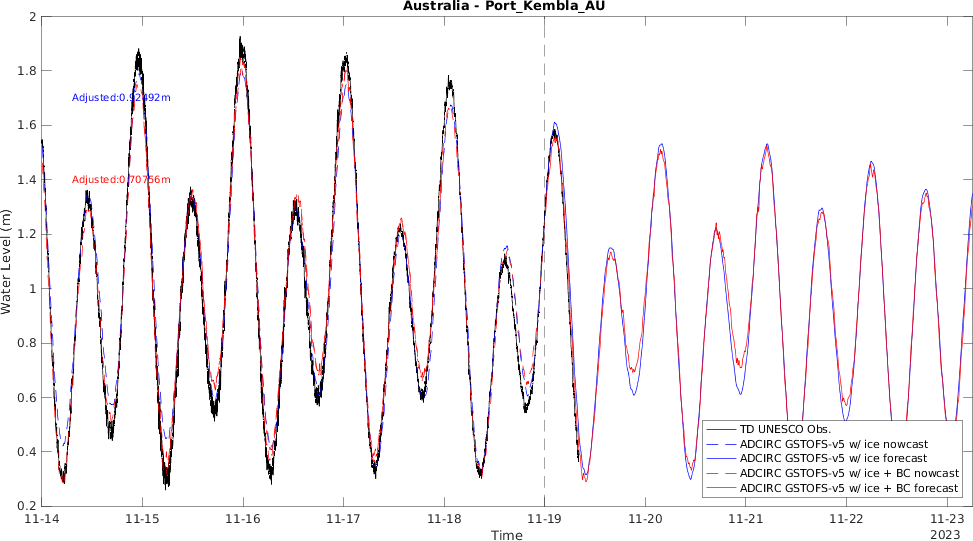 Australia - Port_Kembla_AU
2
1.8
1.6
1.4
1.2
1
0.8
0.6
0.4
0.2
Water Level (m)
Adjusted:0.92492m
Adjusted:0.70756m
TD UNESCO Obs.
ADCIRC GSTOFS-v5 w/ ice nowcast
ADCIRC GSTOFS-v5 w/ ice forecast
ADCIRC GSTOFS-v5 w/ ice + BC nowcast
ADCIRC GSTOFS-v5 w/ ice + BC forecast
11-14 11-15 11-16 11-17 11-18 11-19 11-20 11-21 11-22 11-23
2023
Time